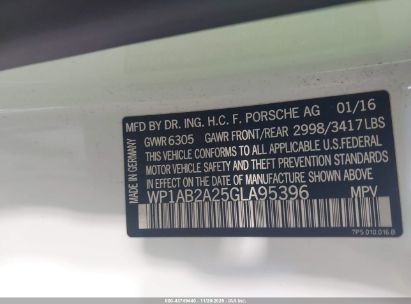 MFD BY DR. ING. H.C. F. PORSCHE AG 01/16
GVWR 6305 GAWR FRONT/REAR 2998/3417LBS
THIS VEHICLE CONFORMS TO ALL APPLICABLE U.S.FEDERAL
MOTOR VEHICLE SAFETY AND THEFT PREVENTION STANDARDS
IN EFFECT ON THE DATE OF MANUFACTURE SHOWN ABOVE.
WP1AB2A25GLA95396 MPV
MADE IN GERMANY
7P5.010.016 B